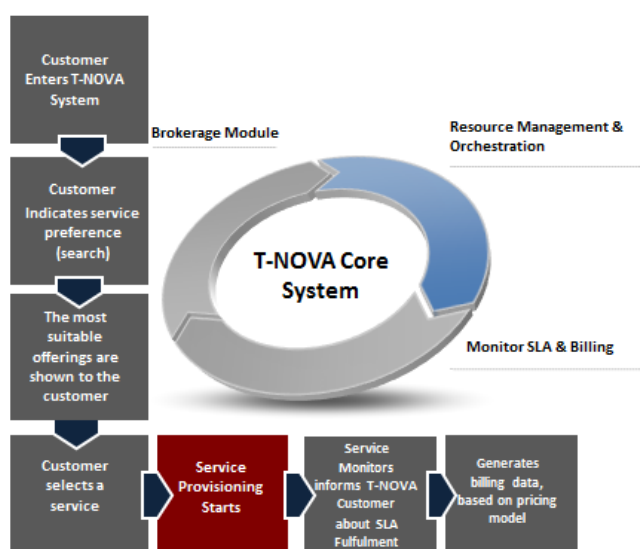 Customer
Enters T-NOVA
System
Brokerage Module
Resource Management &
Orchestration
Customer
Indicates service
preference
(search)
T-NOVA Core
System
The most
suitable
offerings are
shown to the
customer
Monitor SLA & Billing
Customer
selects a
service
Service
Provisioning
Starts
Service
Monitors
informs T-NOVA
Customer
about SLA
Fulfulment
Generates
billing data,
based on pricing
model